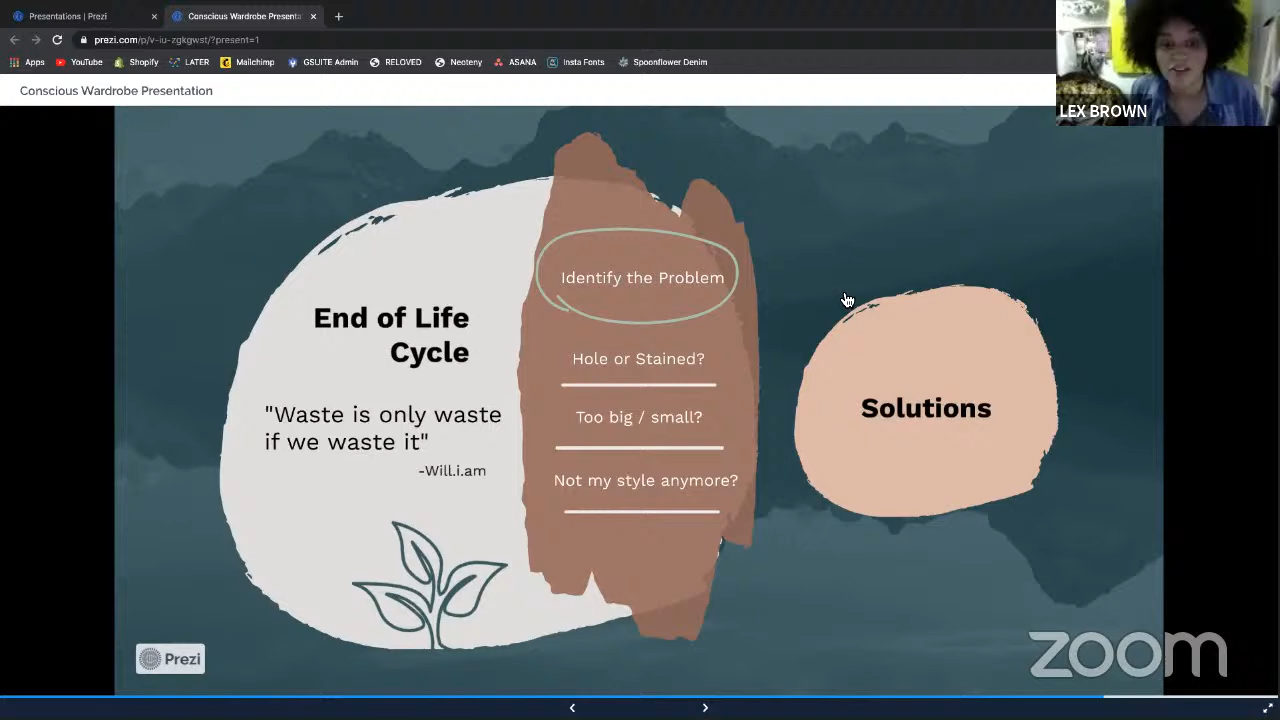 Presentations | Prezi
Conscious Wardrobe Presenta
prezi.com/p/v-iu-zgkgwst/?present=1
Apps
YouTube
Shopify
LATER
Mailchimp
GSUITE Admin
RELOVED
Neoteny
ASANA
Insta Fonts
Spoonflower Denim
Conscious Wardrobe Presentation
LEX BROWN
End of Life
Cycle
"Waste is only waste
if we waste it"
-Will.i.am
Identify the Problem
Hole or Stained?
Too big / small?
Not my style anymore?
Solutions
Prezi
zoom